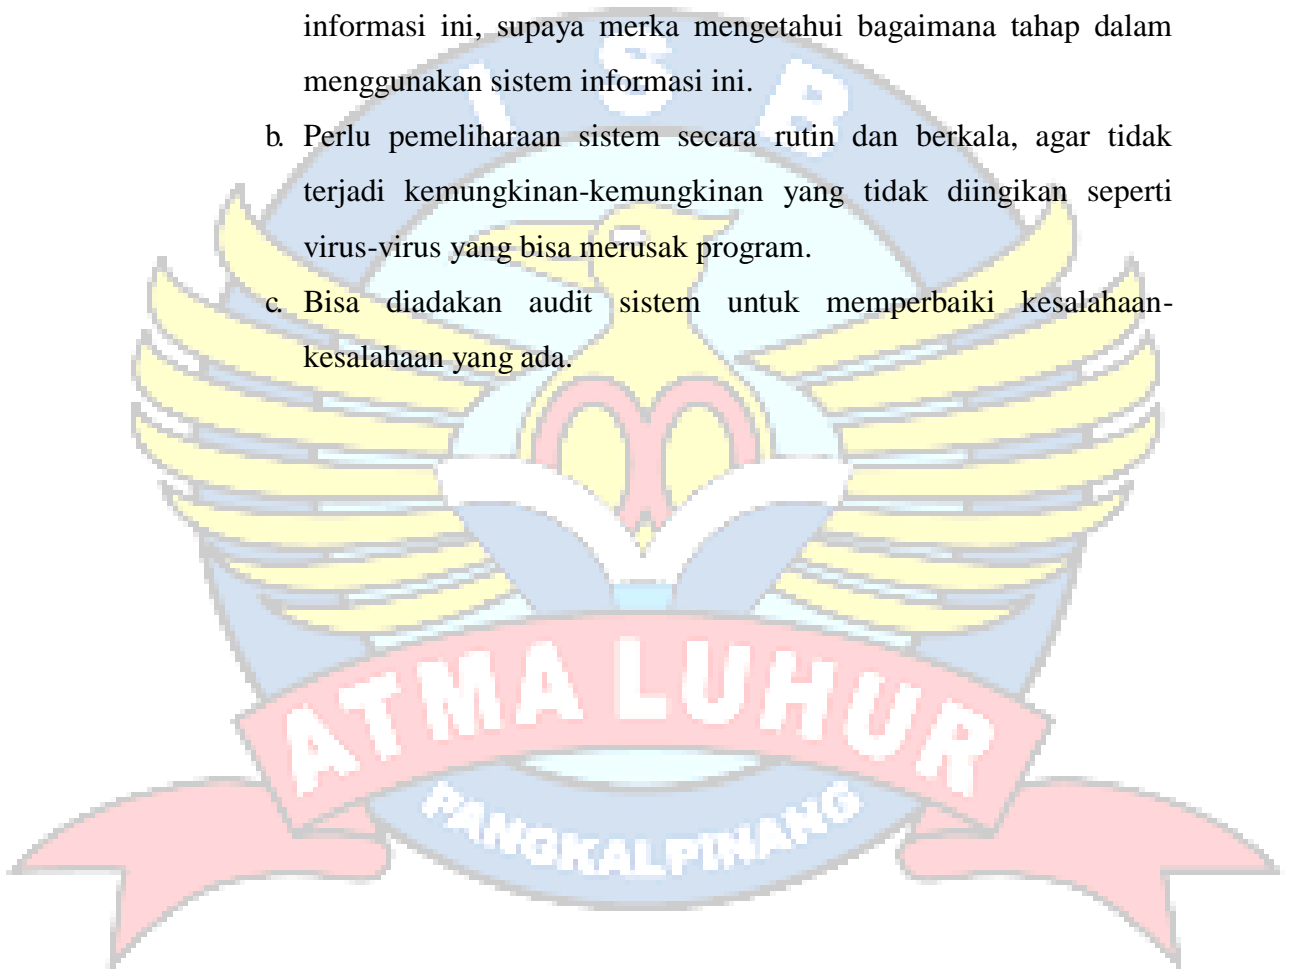 informasi ini, supaya merka mengetahui bagaimana tahap dalam
menggunakan sistem informasi ini.
b. Perlu pemeliharaan sistem secara rutin dan berkala, agar tidak
terjadi kemungkinan-kemungkinan yang tidak diingikan seperti
virus-virus yang bisa merusak program.
c. Bisa diadakan audit sistem untuk memperbaiki kesalahaan-
kesalahaan yang ada.
I S B
ATMA LUHUR
PANGKALPINANG